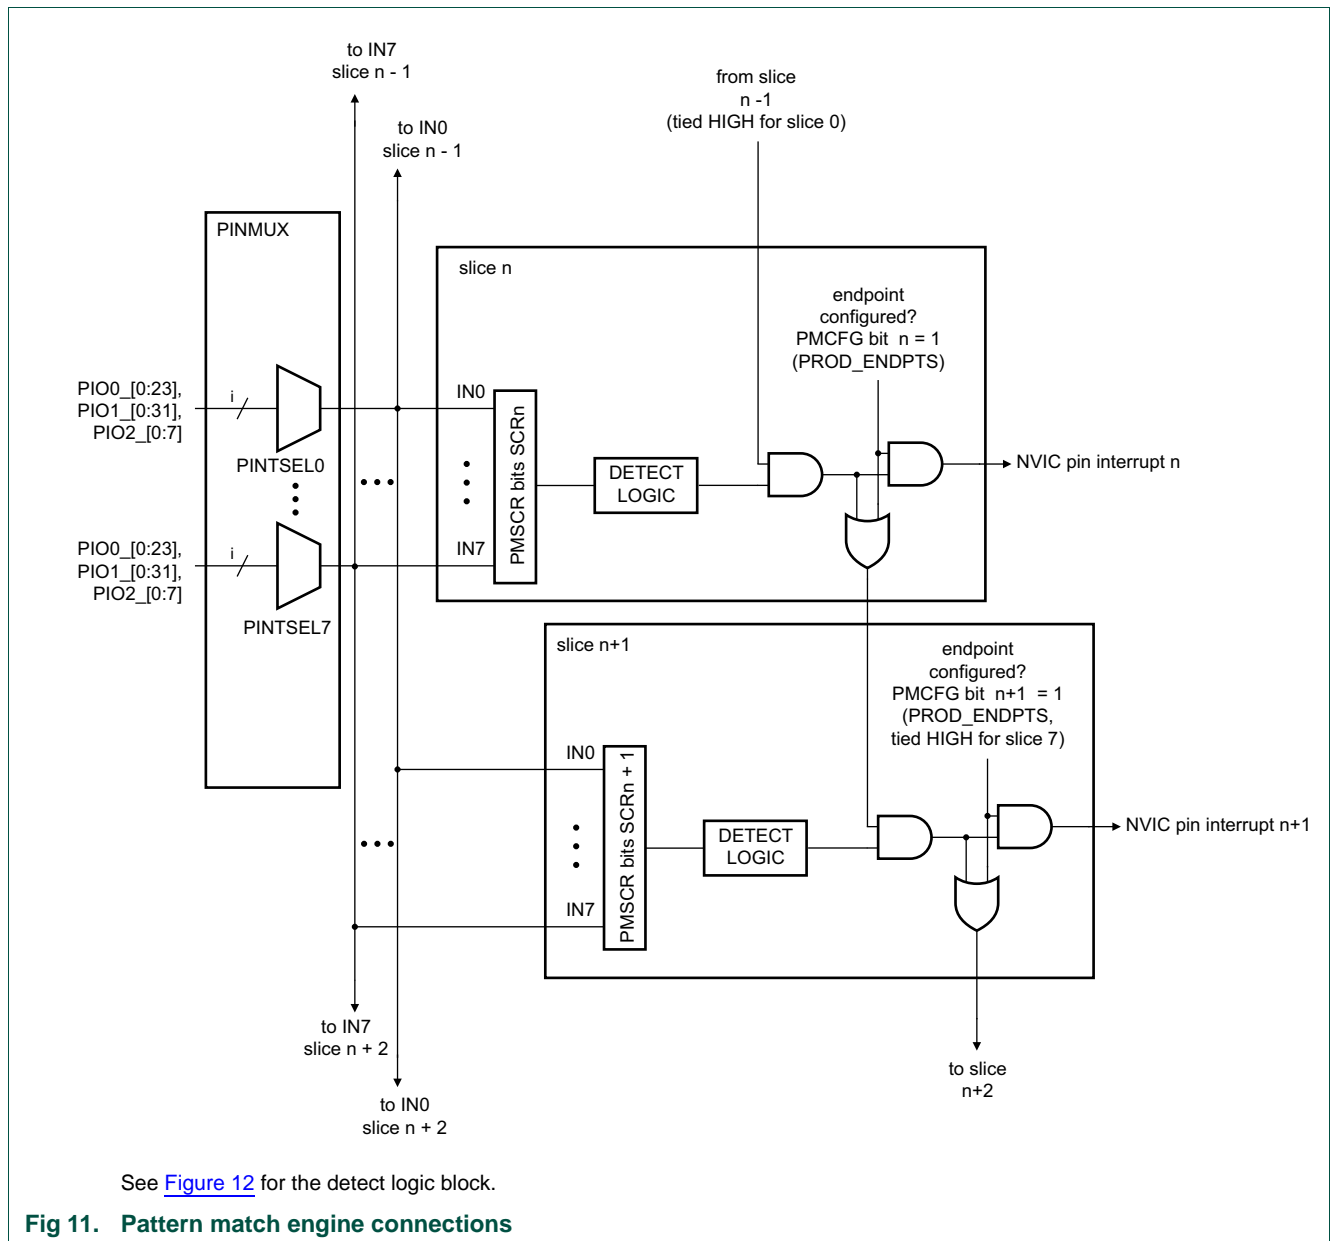 to IN7
slice n - 1
to IN0
slice n - 1
from slice
n -1
(tied HIGH for slice 0)
PINMUX
slice n
endpoint
configured?
PMCFG bit n = 1
(PROD_ENDPTS)
PIO0_[0:23],
PIO1_[0:31],
PIO2_[0:7]
i
PINTSEL0
IN0
IN7
PMSCR bits SCRn
DETECT
LOGIC
NVIC pin interrupt n
PIO0_[0:23],
PIO1_[0:31],
PIO2_[0:7]
i
PINTSEL7
slice n+1
endpoint
configured?
PMCFG bit n+1 = 1
(PROD_ENDPTS,
tied HIGH for slice 7)
IN0
IN7
PMSCR bits SCRn + 1
DETECT
LOGIC
NVIC pin interrupt n+1
to IN7
slice n + 2
to IN0
slice n + 2
to slice
n+2
See Figure 12 for the detect logic block.
Fig 11. Pattern match engine connections